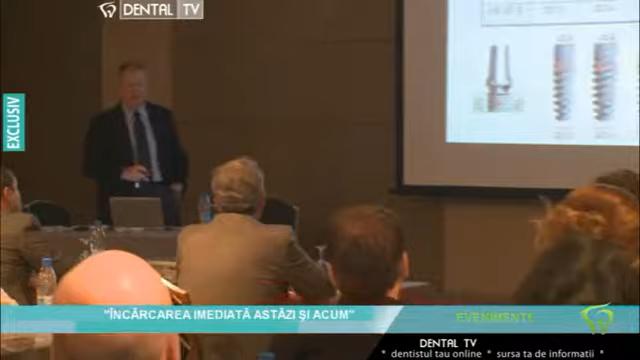 DENTAL TV
EXCLUSIV
"ÎNCĂRCAREA IMEDIATĂ ASTĂZI ŞI ACUM"
EVENIMENTE
DENTAL TV
* dentistul tau online * sursa ta de informatii *